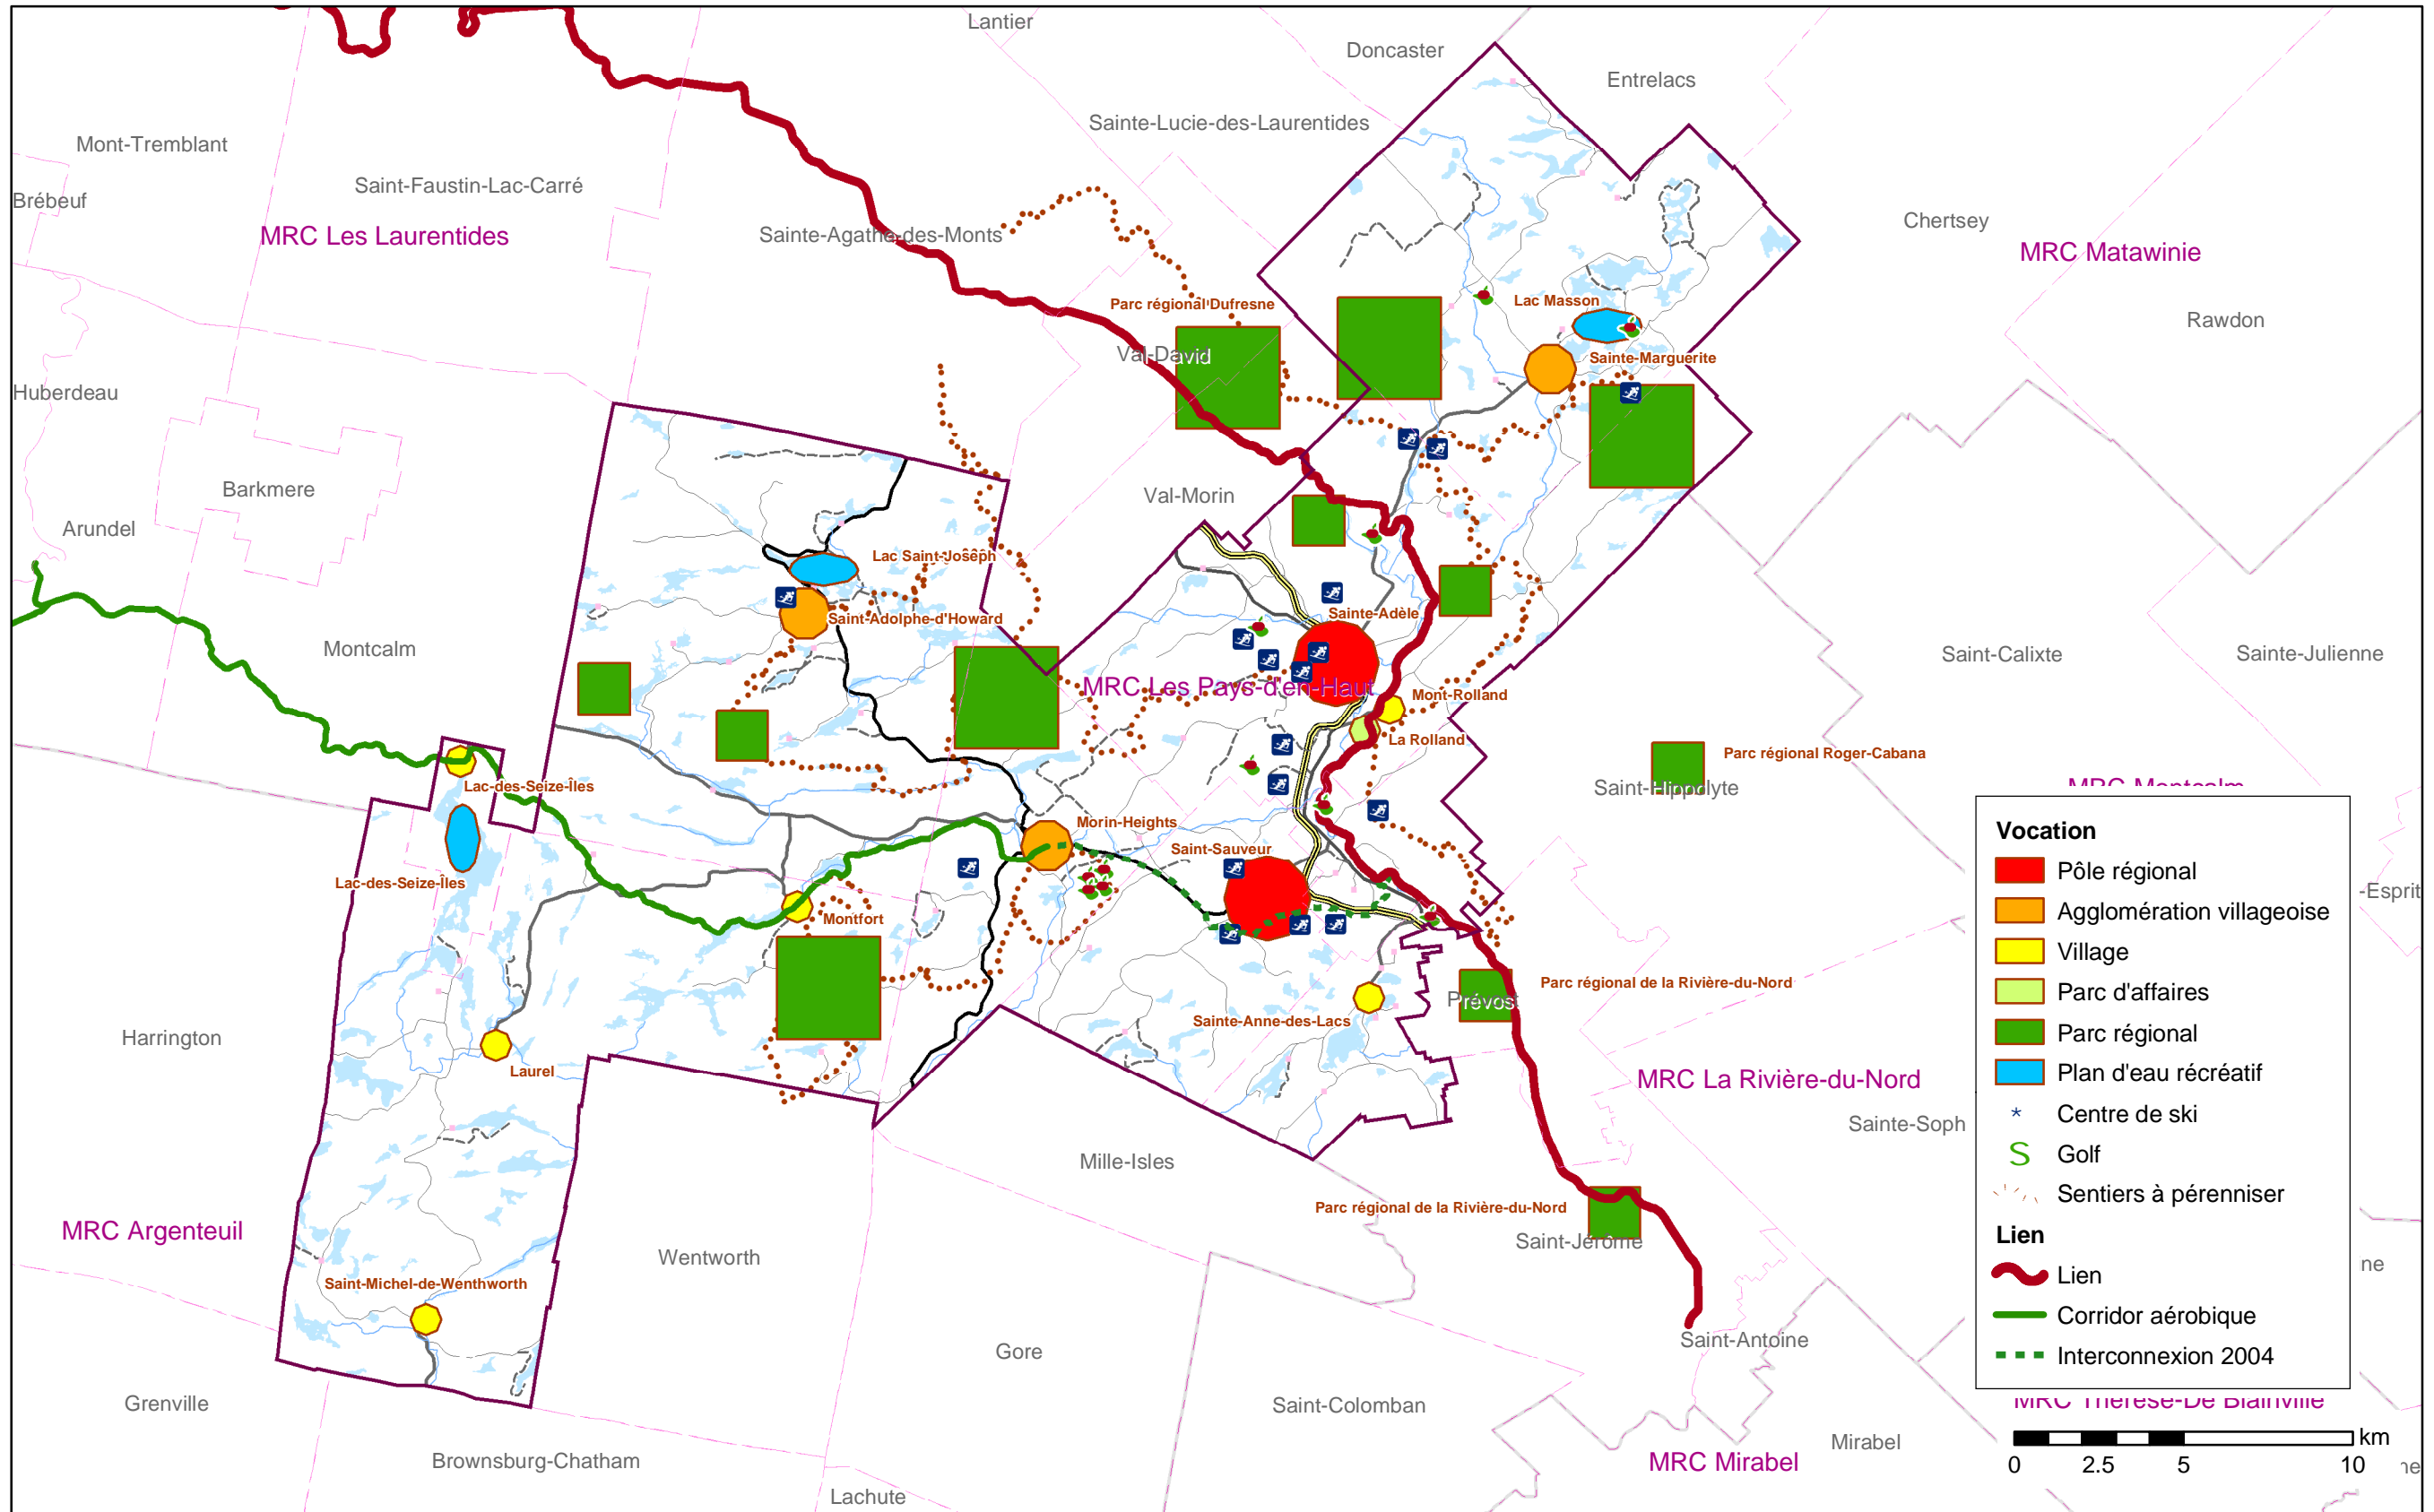 Lantier
Doncaster
Entrelacs
Sainte-Lucie-des-Laurentides
Mont-Tremblant
Saint-Faustin-Lac-Carré
Brébeuf
MRC Les Laurentides
Sainte-Agathe-des-Monts
Chertsey
MRC Matawinie
Parc régional Dufresne
Lac Masson
Rawdon
Val-David
Sainte-Marguerite
Huberdeau
Barkmere
Val-Morin
Arundel
Lac Saint-Joseph
Saint-Adolphe-d'Howard
Sainte-Adèle
Montcalm
Saint-Calixte
Sainte-Julienne
MRC Les Pays-d'en-Haut
Mont-Rolland
La Rolland
Parc régional Roger-Cabana
Saint-Hippolyte
MRC Montcalm
Lac-des-Seize-Îles
Morin-Heights
Saint-Sauveur
Lac-des-Seize-Îles
-Esprit
Montfort
Parc régional de la Rivière-du-Nord
Prévost
Sainte-Anne-des-Lacs
Harrington
Laurel
MRC La Rivière-du-Nord
Sainte-Soph
Mille-Isles
Parc régional de la Rivière-du-Nord
MRC Argenteuil
Saint-Jérôme
Wentworth
ne
Saint-Michel-de-Wenthworth
Saint-Antoine
Gore
Grenville
Saint-Colomban
MRC Thérèse-De Blainville
Mirabel
Brownsburg-Chatham
MRC Mirabel
Lachute
Vocation
Pôle régional
Agglomération villageoise
Village
Parc d'affaires
Parc régional
Plan d'eau récréatif
* Centre de ski
S Golf
Sentiers à pérenniser
Lien
Lien
Corridor aérobique
Interconnexion 2004
km
0 2.5 5 10